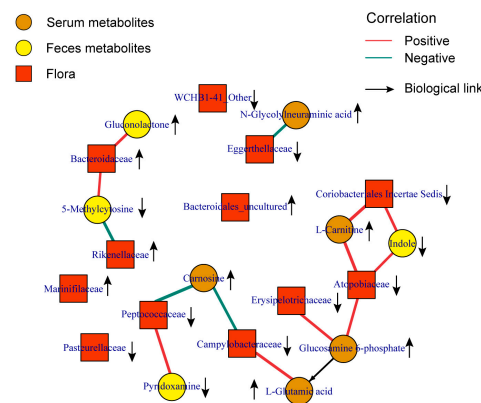 Serum metabolites
Feces metabolites
Flora
Correlation
Positive
Negative
Biological link
WCHB1-41_Other
N-Glycolylneuraminic acid
Gluconolactone
Eggerthellaceae
Bacteroidaceae
Coriobacteriales Incertae Sedis
5-Methylcytosine
Bacteroicales_uncultured
L-Carnitine
Indole
Rikenellaceae
Carnosine
Atopobiaceae
Marinifilaceae
Erysipelotrichaceae
Peptococcaceae
Pasteurellaceae
Campylobacteraceae
Glucosamine 6-phosphate
Pyridoxamine
L-Glutamic acid